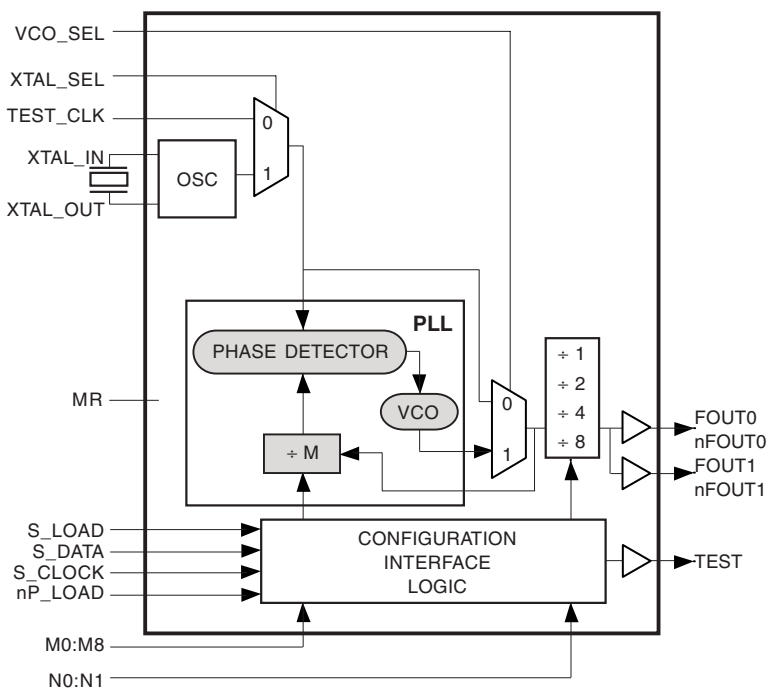 VCO_SEL
XTAL_SEL
TEST_CLK
0
XTAL_IN
OSC
1
XTAL_OUT
PLL
PHASE DETECTOR
÷ 1
÷ 2
÷ 4
÷ 8
MR
VCO
0
1
÷ M
FOUT0
nFOUT0
FOUT1
nFOUT1
S_LOAD
S_DATA
S_CLOCK
nP_LOAD
CONFIGURATION
INTERFACE
LOGIC
TEST
M0:M8
N0:N1